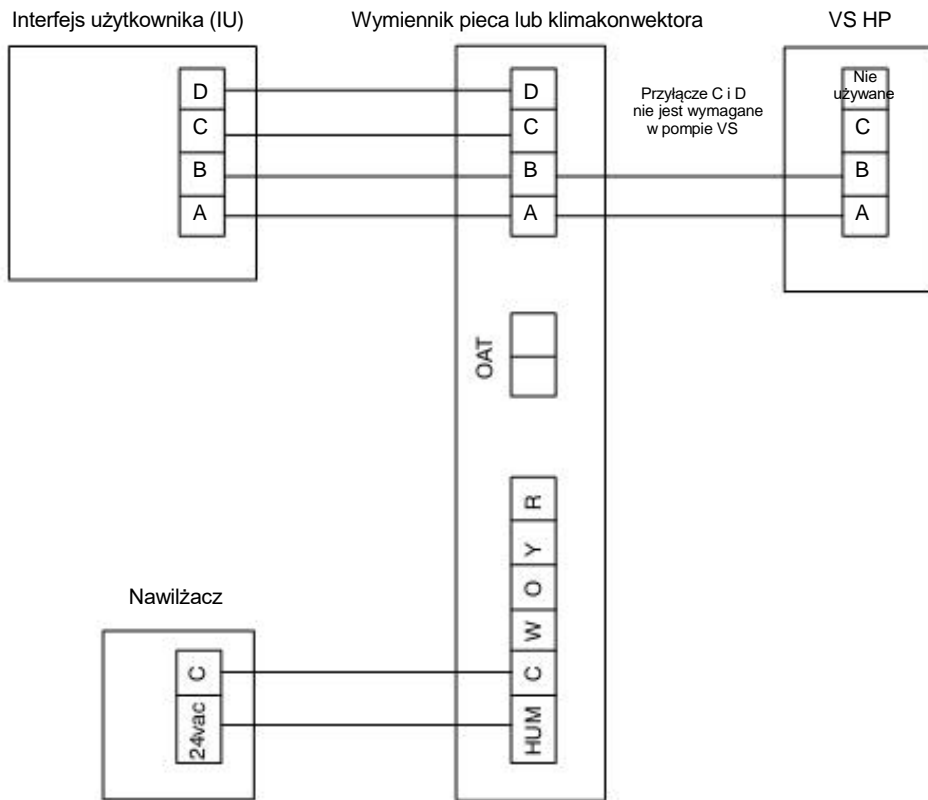 Interfejs użytkownika (IU)
Wymiennik pieca lub klimakonwektora
VS HP
D
C
B
A
D
C
B
A
Przyłącze C i D
nie jest wymagane
w pompie VS
Nie
używane
C
B
A
OAT
R
Y
O
W
C
HUM
Nawilżacz
C
24vac